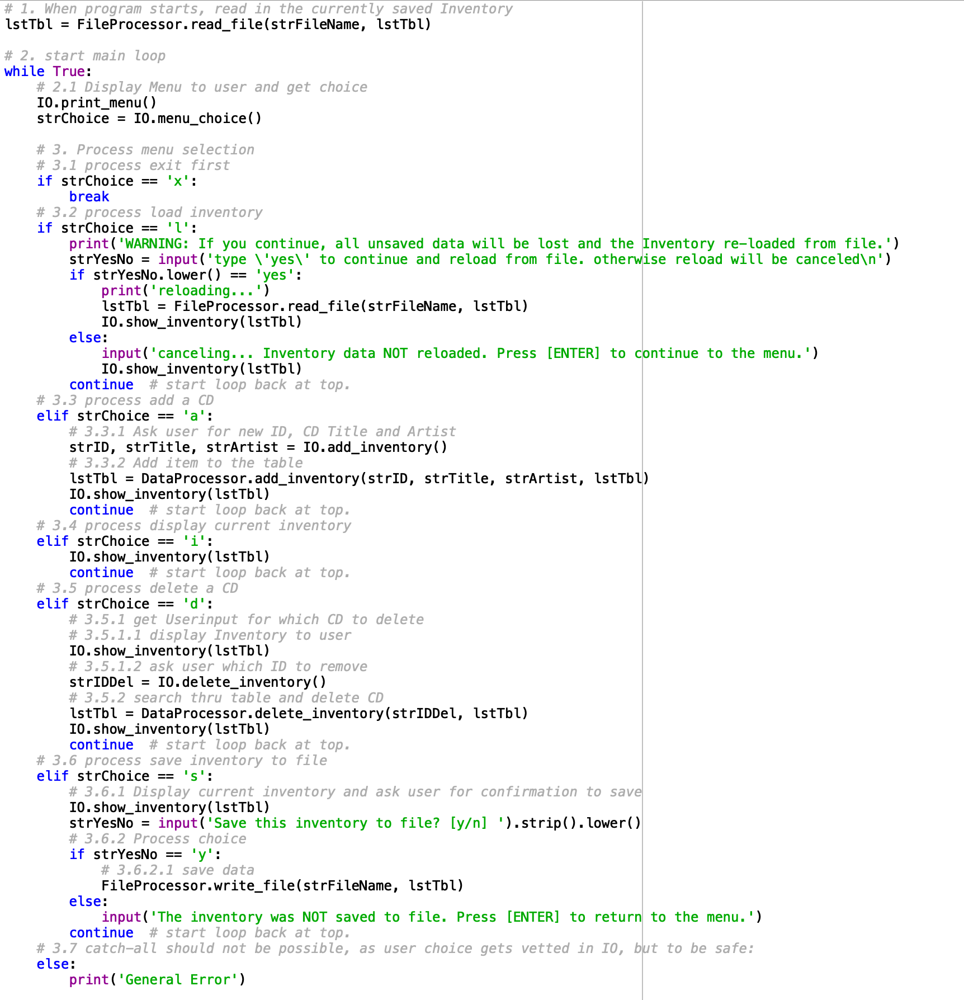 # 1. When program starts, read in the currently saved Inventory
lstTbl = FileProcessor.read_file(strFileName, lstTbl)

# 2. start main loop
while True:
    # 2.1 Display Menu to user and get choice
    IO.print_menu()
    strChoice = IO.menu_choice()

    # 3. Process menu selection
    # 3.1 process exit first
    if strChoice == 'x':
        break
    # 3.2 process load inventory
    if strChoice == 'l':
        print('WARNING: If you continue, all unsaved data will be lost and the Inventory re-loaded from file.')
        strYesNo = input('type \'yes\' to continue and reload from file. otherwise reload will be canceled\n')
        if strYesNo.lower() == 'yes':
            print('reloading...')
            lstTbl = FileProcessor.read_file(strFileName, lstTbl)
            IO.show_inventory(lstTbl)
        else:
            input('canceling... Inventory data NOT reloaded. Press [ENTER] to continue to the menu.')
            IO.show_inventory(lstTbl)
        continue  # start loop back at top.
    # 3.3 process add a CD
    elif strChoice == 'a':
        # 3.3.1 Ask user for new ID, CD Title and Artist
        strID, strTitle, strArtist = IO.add_inventory()
        # 3.3.2 Add item to the table
        lstTbl = DataProcessor.add_inventory(strID, strTitle, strArtist, lstTbl)
        IO.show_inventory(lstTbl)
        continue  # start loop back at top.
    # 3.4 process display current inventory
    elif strChoice == 'i':
        IO.show_inventory(lstTbl)
        continue  # start loop back at top.
    # 3.5 process delete a CD
    elif strChoice == 'd':
        # 3.5.1 get Userinput for which CD to delete
        # 3.5.1.1 display Inventory to user
        IO.show_inventory(lstTbl)
        # 3.5.1.2 ask user which ID to remove
        strIDDel = IO.delete_inventory()
        # 3.5.2 search thru table and delete CD
        lstTbl = DataProcessor.delete_inventory(strIDDel, lstTbl)
        IO.show_inventory(lstTbl)
        continue  # start loop back at top.
    # 3.6 process save inventory to file
    elif strChoice == 's':
        # 3.6.1 Display current inventory and ask user for confirmation to save
        IO.show_inventory(lstTbl)
        strYesNo = input('Save this inventory to file? [y/n] ').strip().lower()
        # 3.6.2 Process choice
        if strYesNo == 'y':
            # 3.6.2.1 save data
            FileProcessor.write_file(strFileName, lstTbl)
        else:
            input('The inventory was NOT saved to file. Press [ENTER] to return to the menu.')
        continue  # start loop back at top.
    # 3.7 catch-all should not be possible, as user choice gets vetted in IO, but to be safe:
    else:
        print('General Error')